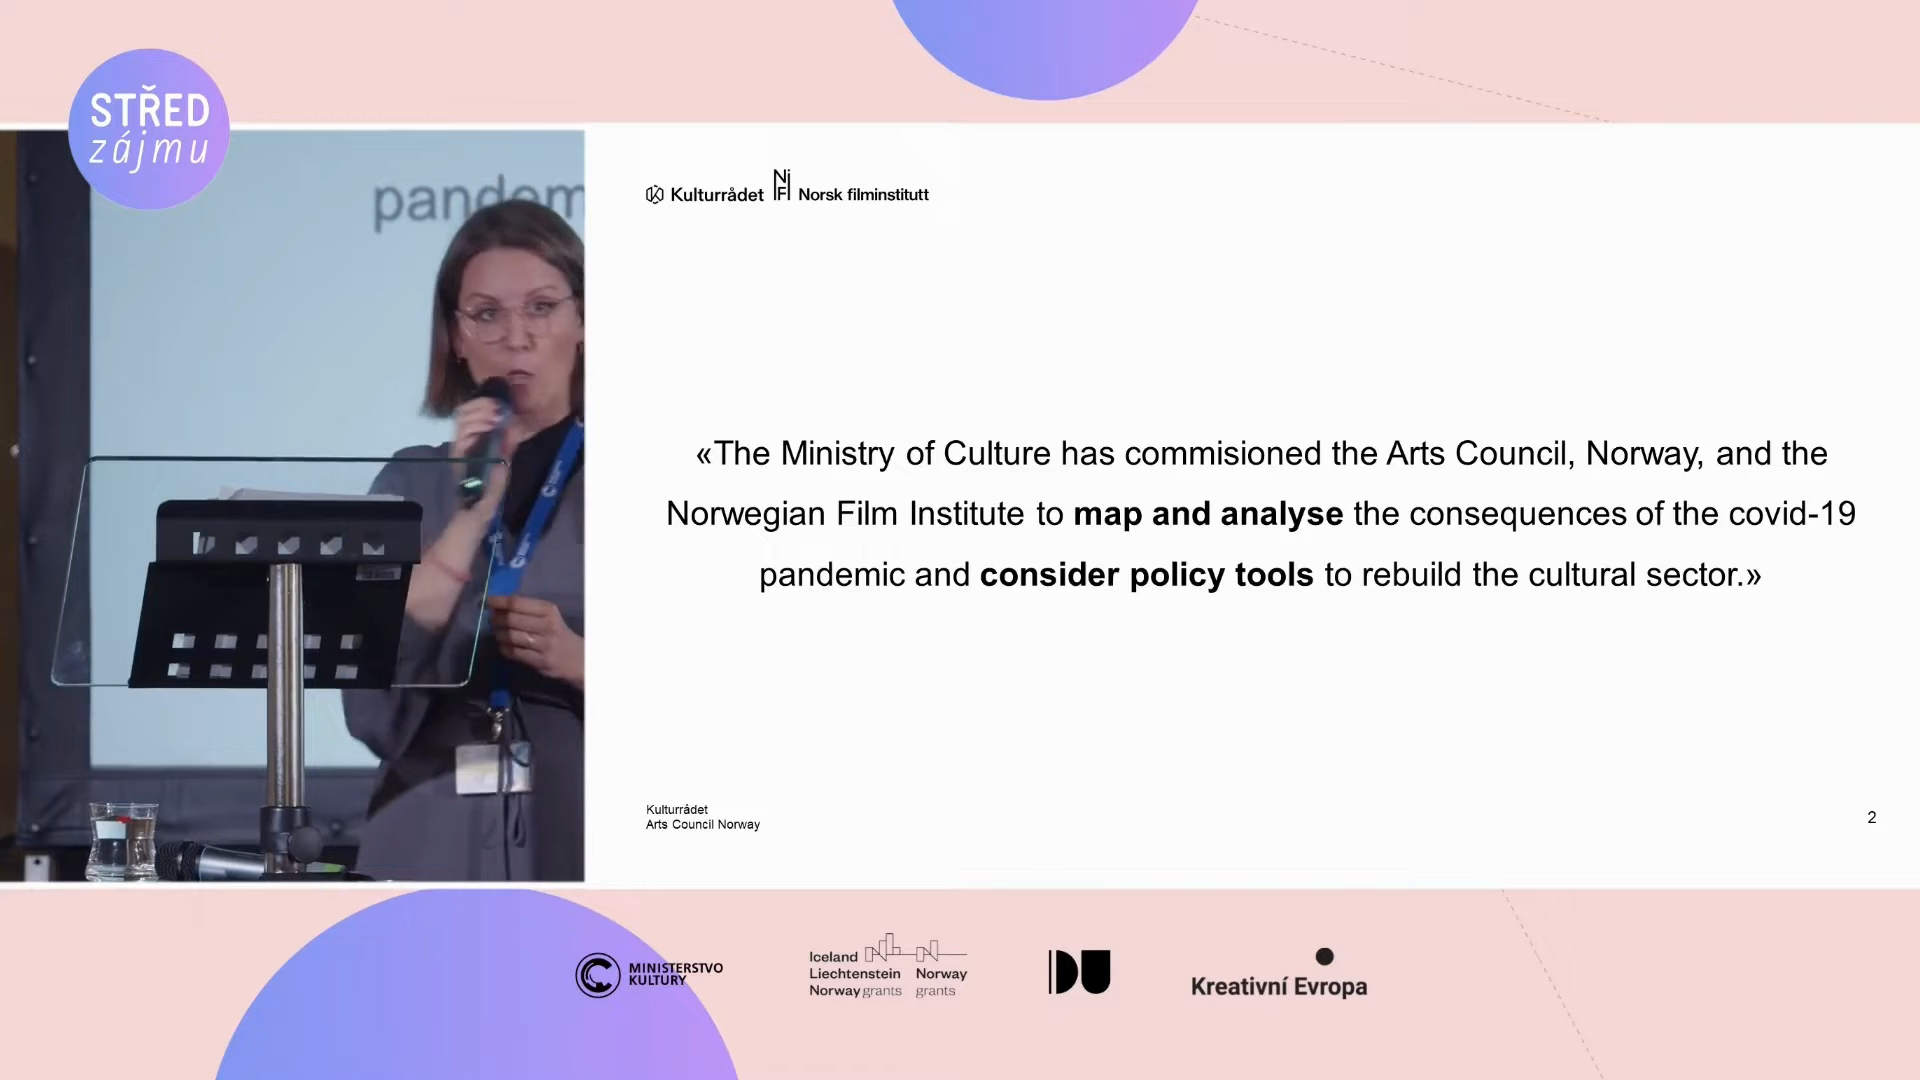 STŘED
zájmu
pandem
Kulturrådet
NFI
Norsk filminstitutt
«The Ministry of Culture has commisioned the Arts Council, Norway, and the
Norwegian Film Institute to map and analyse the consequences of the covid-19
pandemic and consider policy tools to rebuild the cultural sector.»
Kulturrådet
Arts Council Norway
2
MINISTERSTVO
KULTURY
Iceland
Liechtenstein
Norway grants
Norway
grants
DU
Kreativní Evropa